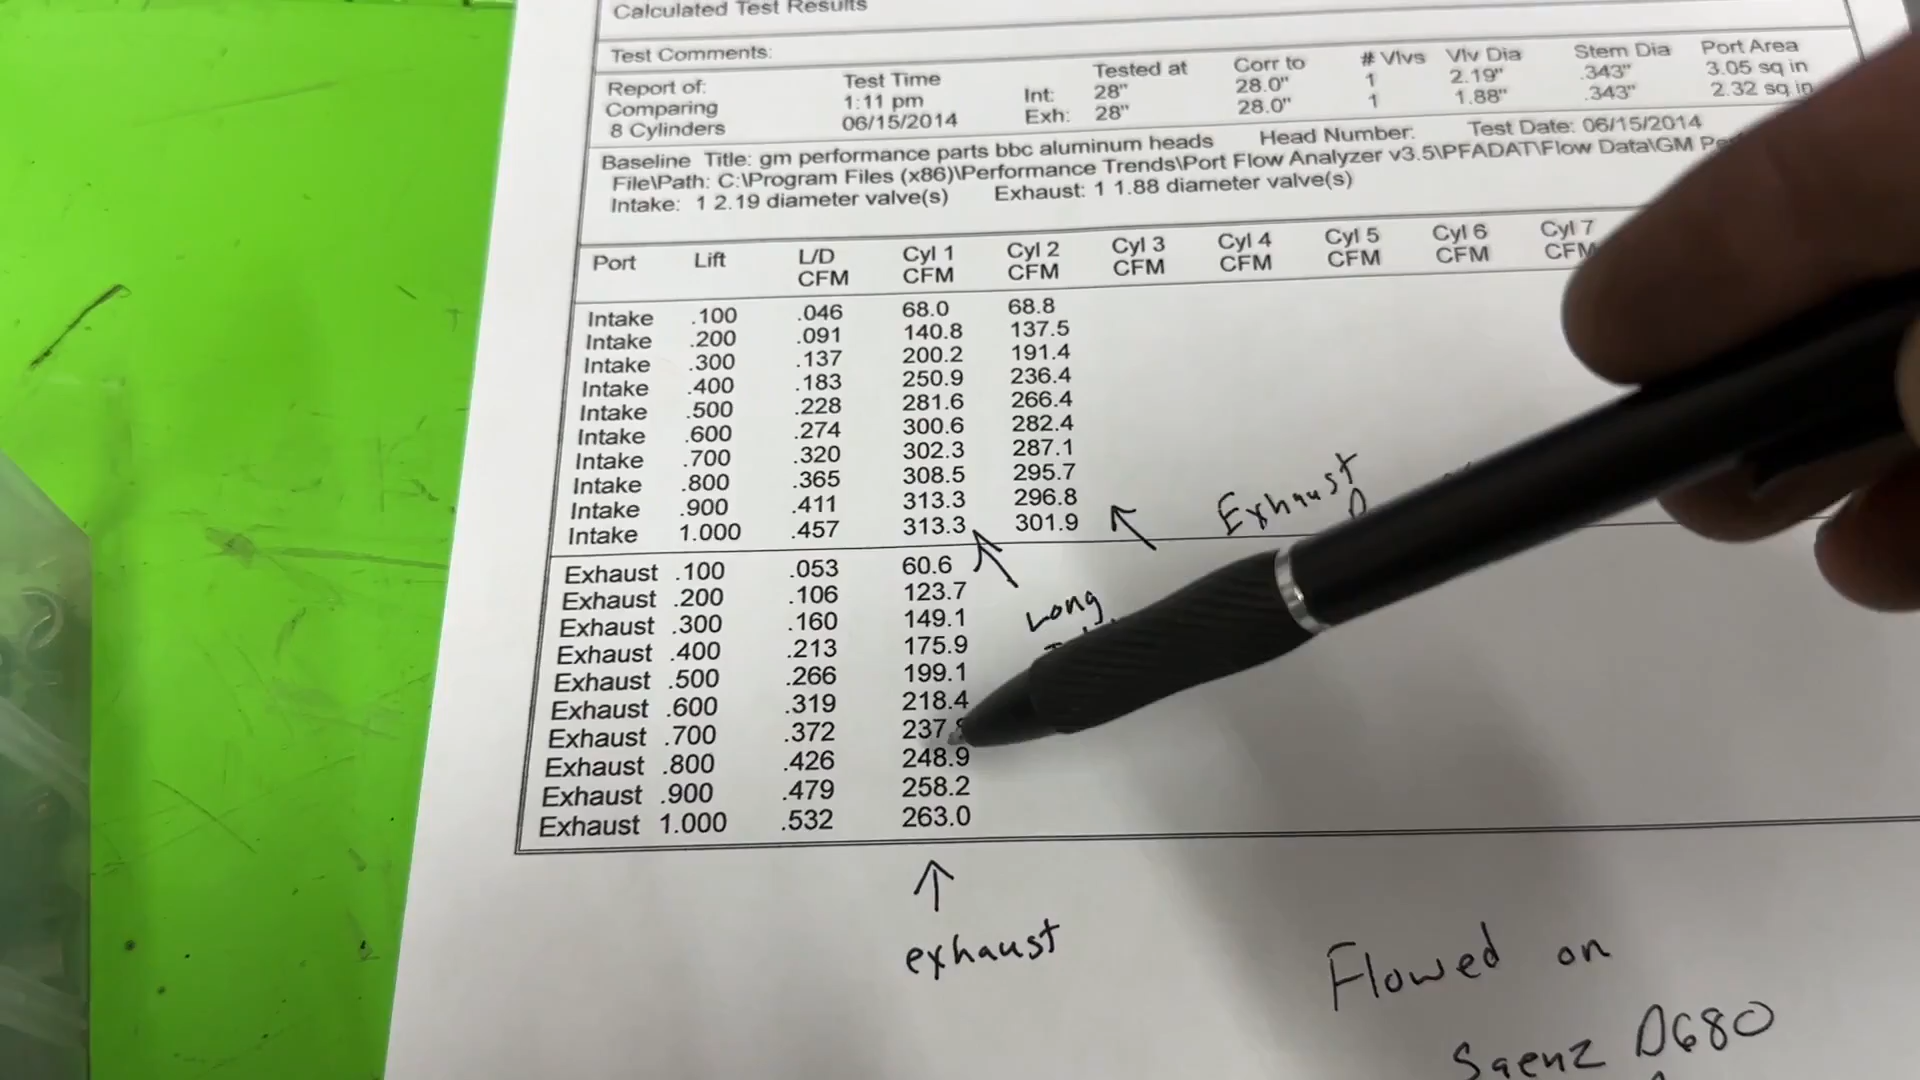 Calculated Test Results
Test Comments:
Report of: Test Time Tested at Corr to # Vlvs Vlv Dia Stem Dia Port Area
Comparing 1:11 pm Int: 28" 28.0" 1 2.19" .343" 3.05 sq in
8 Cylinders 06/15/2014 Exh: 28" 28.0" 1 1.88" .343" 2.32 sq in
Baseline Title: gm performance parts bbc aluminum heads Head Number: Test Date: 06/15/2014
File\Path: C:\Program Files (x86)\Performance Trends\Port Flow Analyzer v3.5\PFADAT\Flow Data\GM
Intake: 1 2.19 diameter valve(s) Exhaust: 1 1.88 diameter valve(s)
Port Lift L/D Cyl 1 Cyl 2 Cyl 3 Cyl 4 Cyl 5 Cyl 6 Cyl 7
CFM CFM CFM CFM CFM CFM CFM CFM
Intake .100 .046 68.0 68.8
Intake .200 .091 140.8 137.5
Intake .300 .137 200.2 191.4
Intake .400 .183 250.9 236.4
Intake .500 .228 281.6 266.4
Intake .600 .274 300.6 282.4
Intake .700 .320 302.3 287.1
Intake .800 .365 308.5 295.7
Intake .900 .411 313.3 296.8
Intake 1.000 .457 313.3 301.9
Exhaust
Exhaust .100 .053 60.6
Exhaust .200 .106 123.7
Long
Exhaust .300 .160 149.1
Exhaust .400 .213 175.9
Exhaust .500 .266 199.1
Exhaust .600 .319 218.4
Exhaust .700 .372 237.
Exhaust .800 .426 248.9
Exhaust .900 .479 258.2
Exhaust 1.000 .532 263.0
exhaust
Flowed on
Saenz D680